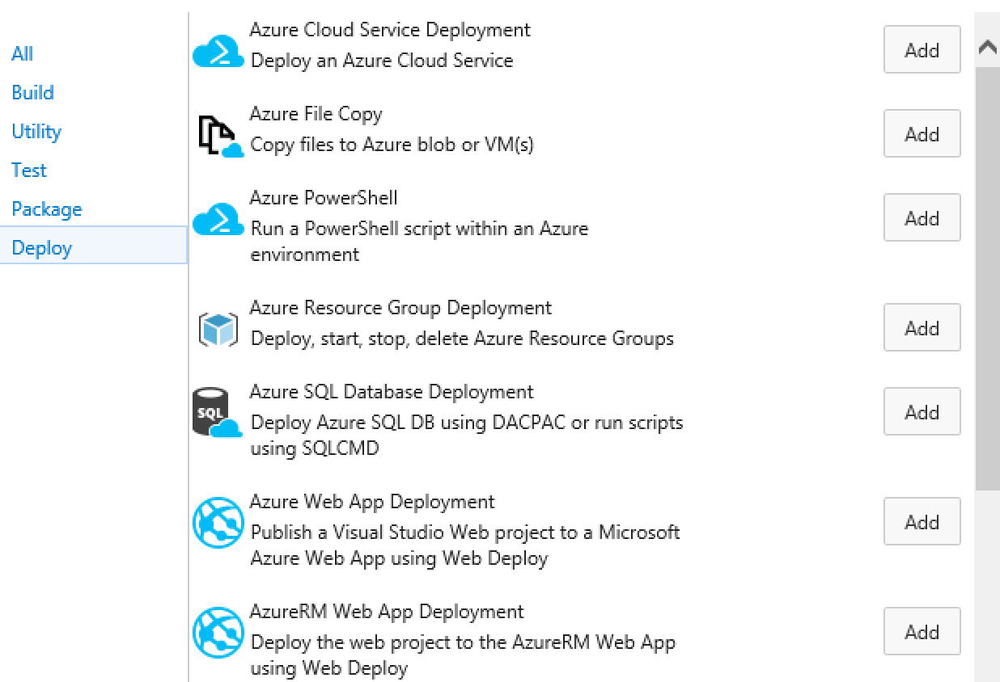 All
Build
Utility
Test
Package
Deploy
Azure Cloud Service Deployment
Deploy an Azure Cloud Service
Add
Azure File Copy
Copy files to Azure blob or VM(s)
Add
Azure PowerShell
Run a PowerShell script within an Azure
environment
Add
Azure Resource Group Deployment
Deploy, start, stop, delete Azure Resource Groups
Add
SQL
Azure SQL Database Deployment
Deploy Azure SQL DB using DACPAC or run scripts
using SQLCMD
Add
Azure Web App Deployment
Publish a Visual Studio Web project to a Microsoft
Azure Web App using Web Deploy
Add
AzureRM Web App Deployment
Deploy the web project to the AzureRM Web App
using Web Deploy
Add